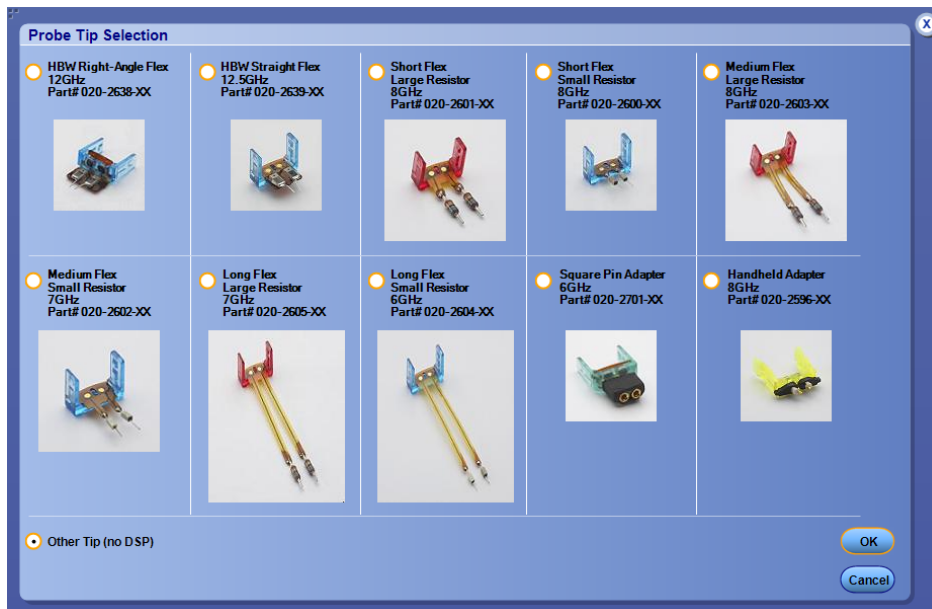 X
Probe Tip Selection
HBW Right-Angle Flex
12GHz
Part# 020-2638-XX
HBW Straight Flex
12.5GHz
Part# 020-2639-XX
Short Flex
Large Resistor
8GHz
Part# 020-2601-XX
Short Flex
Small Resistor
8GHz
Part# 020-2600-XX
Medium Flex
Large Resistor
8GHz
Part# 020-2603-XX
Medium Flex
Small Resistor
7GHz
Part# 020-2602-XX
Long Flex
Large Resistor
7GHz
Part# 020-2605-XX
Long Flex
Small Resistor
6GHz
Part# 020-2604-XX
Square Pin Adapter
6GHz
Part# 020-2701-XX
Handheld Adapter
8GHz
Part# 020-2596-XX
Other Tip (no DSP)
OK
Cancel